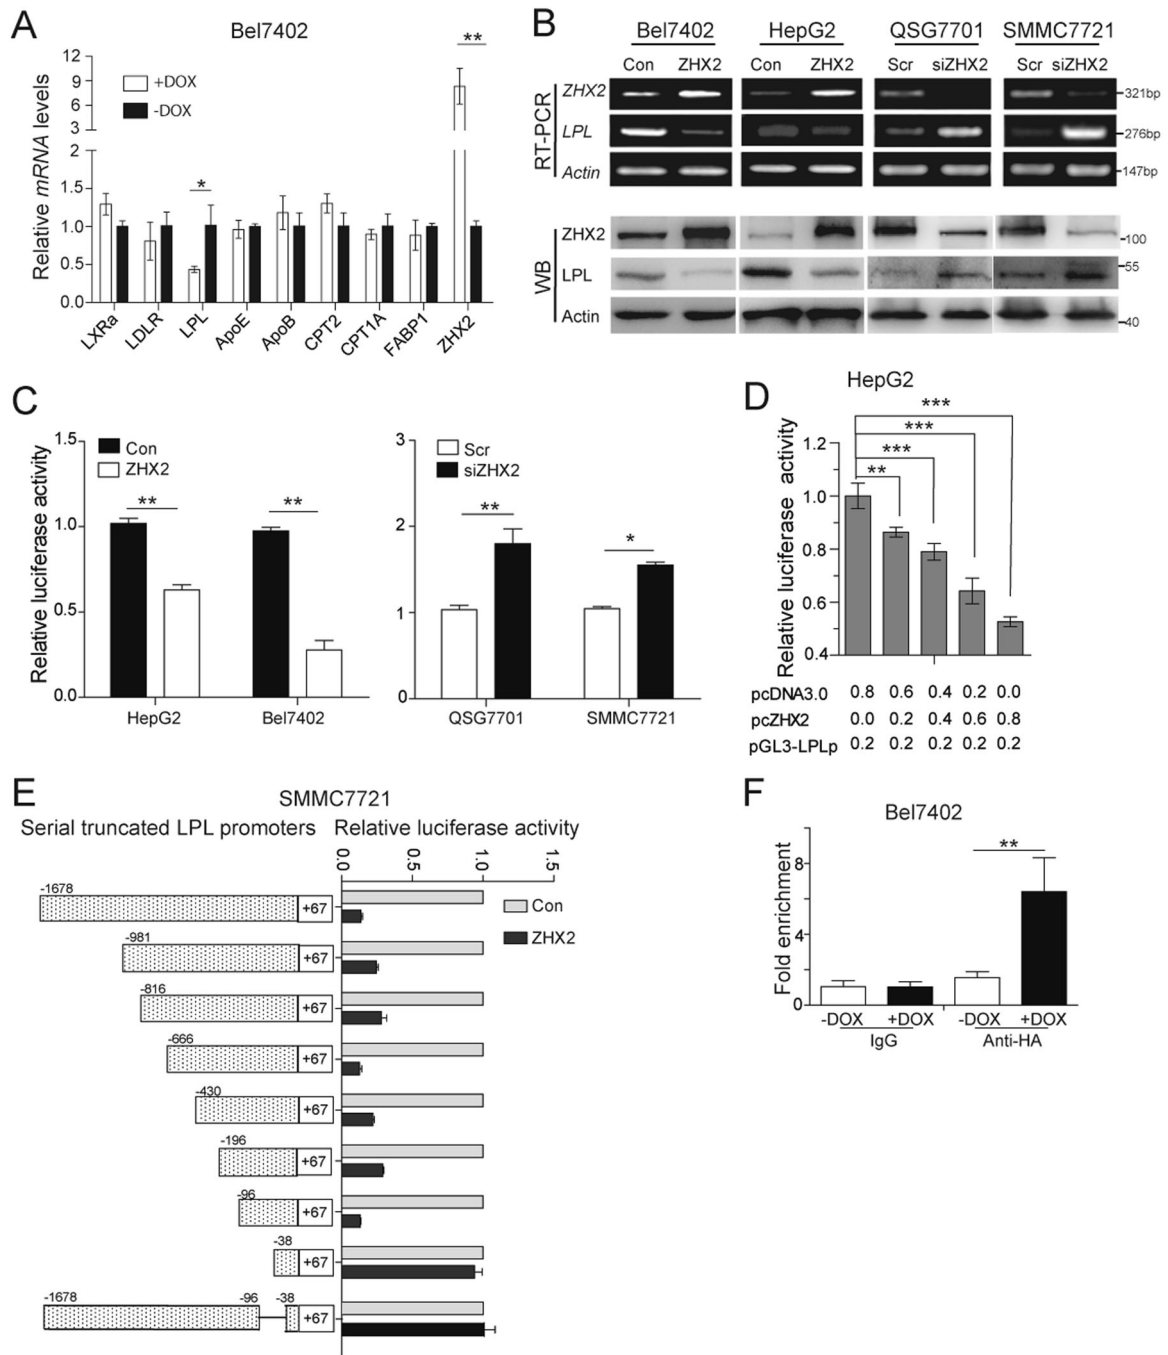 A
Bel7402
**
12
9
6
3
2
1.5
1.0
0.5
0.0
Relative mRNA levels
+DOX
-DOX
*
LXRa
LDLR
LPL
ApoE
ApoB
CPT2
CPT1A
FABP1
ZHX2
B
Bel7402 HepG2 QSG7701 SMMC7721
Con ZHX2 Con ZHX2 Scr siZHX2 Scr siZHX2
RT-PCR
ZHX2 321bp
LPL 276bp
Actin 147bp
WB
ZHX2 100
LPL 55
Actin 40
C
Relative luciferase activity
1.5
1.0
0.5
0.0
Con
ZHX2
** **
HepG2 Bel7402
3
2
1
0
Scr
siZHX2
** *
QSG7701 SMMC7721
D
HepG2
Relative luciferase activity
1.2
1.0
0.8
0.6
0.4
***
***
***
**
pcDNA3.0 0.8 0.6 0.4 0.2 0.0
pcZHX2 0.0 0.2 0.4 0.6 0.8
pGL3-LPLp 0.2 0.2 0.2 0.2 0.2
E
SMMC7721
Serial truncated LPL promoters Relative luciferase activity
0.0 0.5 1.0 1.5
Con
ZHX2
-1678 +67
-981 +67
-816 +67
-666 +67
-430 +67
-196 +67
-96 +67
-38 +67
-1678 -96 -38 +67
F
Bel7402
Fold enrichment
8
4
0
**
-DOX +DOX -DOX +DOX
IgG Anti-HA